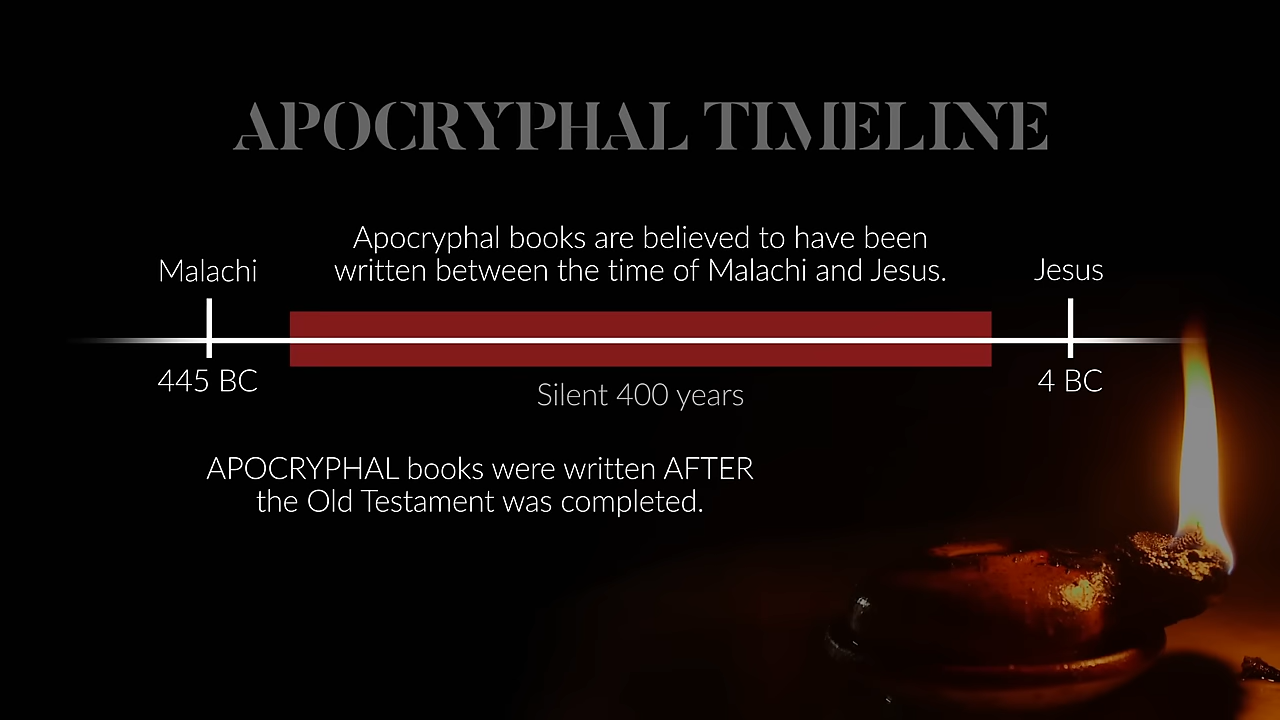 APOCRYPHAL TIMELINE
Apocryphal books are believed to have been
written between the time of Malachi and Jesus.
Malachi
Jesus
445 BC
4 BC
Silent 400 years
APOCRYPHAL books were written AFTER
the Old Testament was completed.